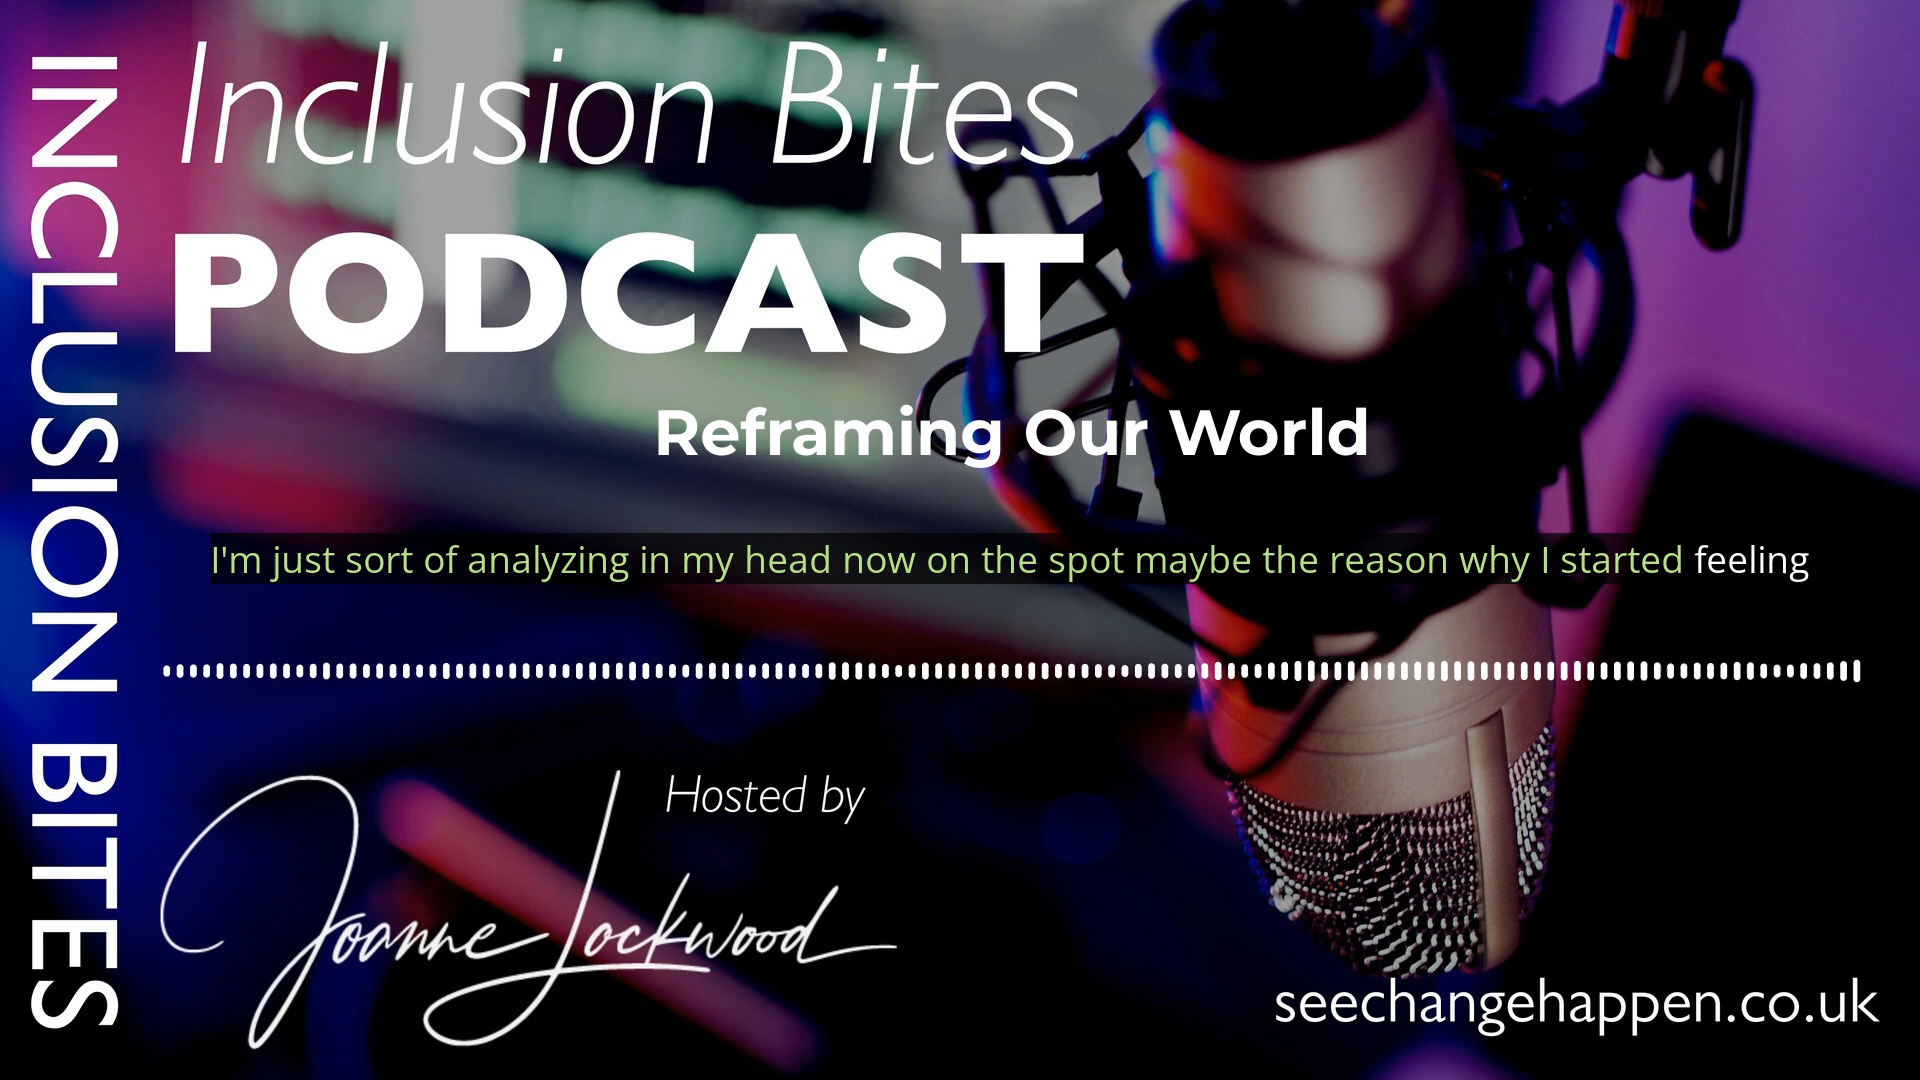 INCLUSION BITES
Inclusion Bites
PODCAST
Reframing Our World
I'm just sort of analyzing in my head now on the spot maybe the reason why I started feeling
Hosted by
Joanne Lockwood
seechangehappen.co.uk